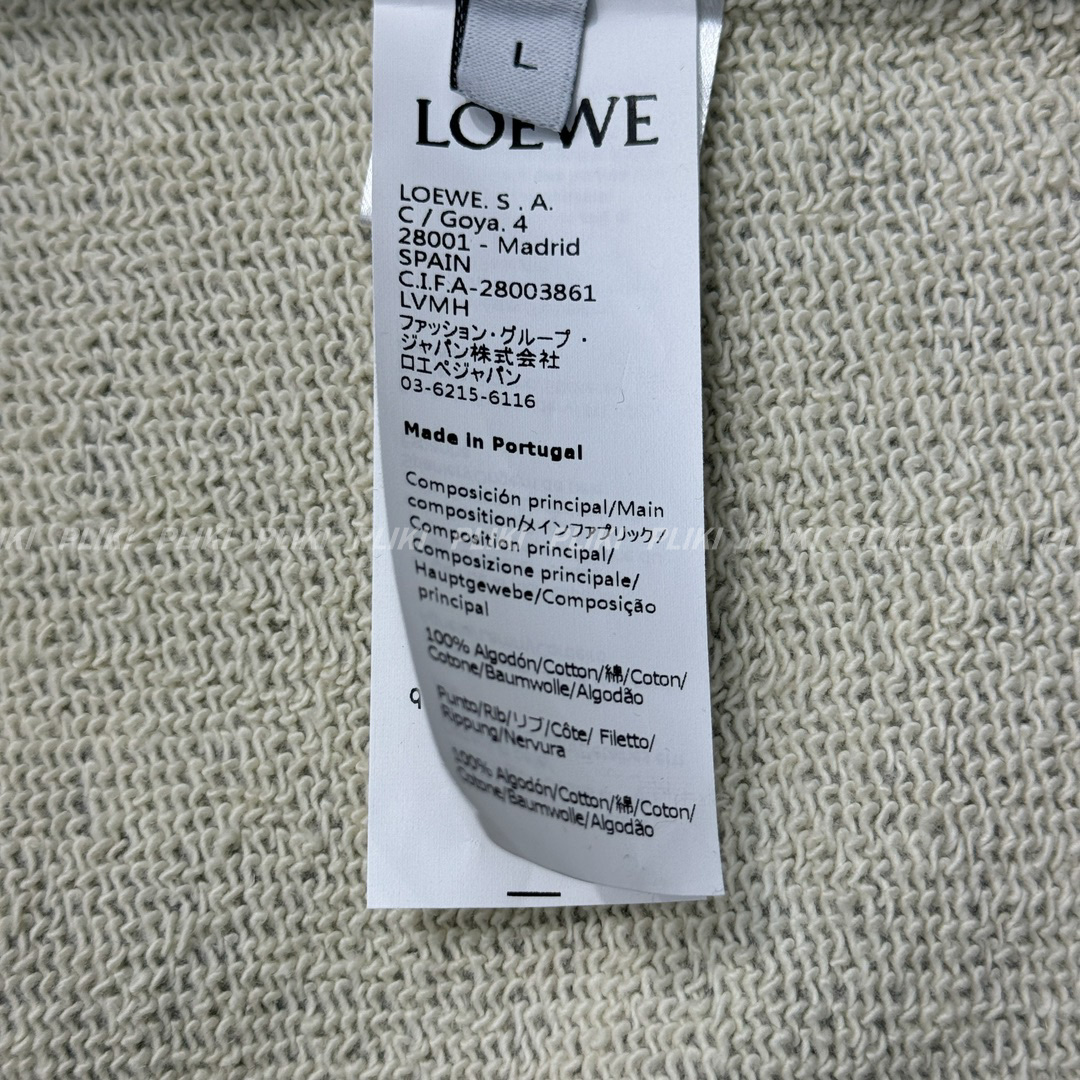 L
LOEWE
LOEWE. S . A.
C / Goya. 4
28001 - Madrid
SPAIN
C.I.F.A-28003861
LVMH
ファッション・グループ・
ジャパン株式会社
ロエベジャパン
03-6215-6116
Made in Portugal
Composición principal/Main
composition/メインファブリック/
Composition principal/
Composizione principale/
Hauptgewebe/Composição
principal
100% Algodón/Cotton/綿/Coton/
Cotone/Baumwolle/Algodão
Punto/Rib/リブ/Côte/ Filetto/
Rippung/Nervura
100% Algodón/Cotton/綿/Coton/
Cotone/Baumwolle/Algodão